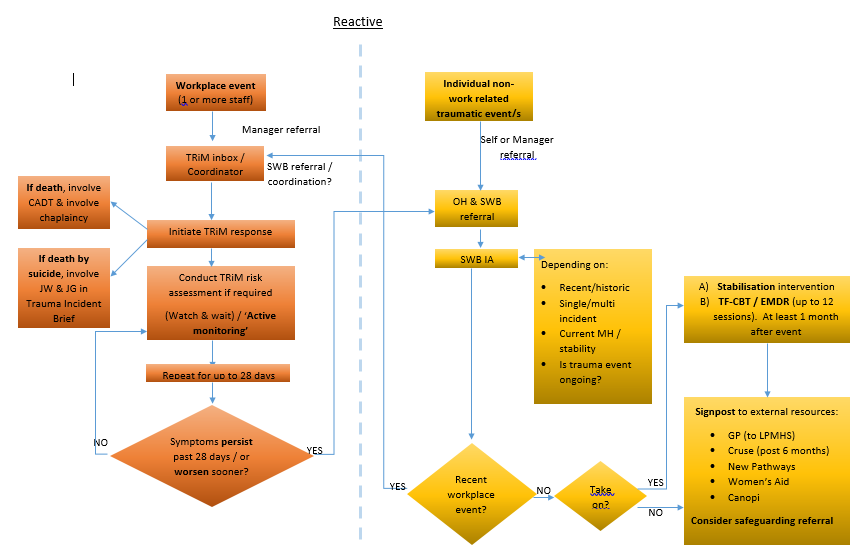 Reactive
Workplace event
(1 or more staff)
Manager referral
TRiM inbox /
Coordinator
SWB referral /
coordination?
If death, involve
CADT & involve
chaplaincy
Initiate TRiM response
If death by
suicide, involve
JW & JG in
Trauma Incident
Brief
Conduct TRiM risk
assessment if required
(Watch & wait) / ‘Active
monitoring’
Repeat for up to 28 days
Symptoms persist
past 28 days / or
worsen sooner?
NO
YES
Individual non-
work related
traumatic event/s
Self or Manager
referral
OH & SWB
referral
SWB IA
Depending on:
• Recent/historic
• Single/multi
incident
• Current MH /
stability
• Is trauma event
ongoing?
Recent
workplace
event?
YES
NO
Take
on?
YES
NO
A) Stabilisation intervention
B) TF-CBT / EMDR (up to 12
sessions). At least 1 month
after event
Signpost to external resources:
• GP (to LPMHS)
• Cruse (post 6 months)
• New Pathways
• Women’s Aid
• Canopi
Consider safeguarding referral